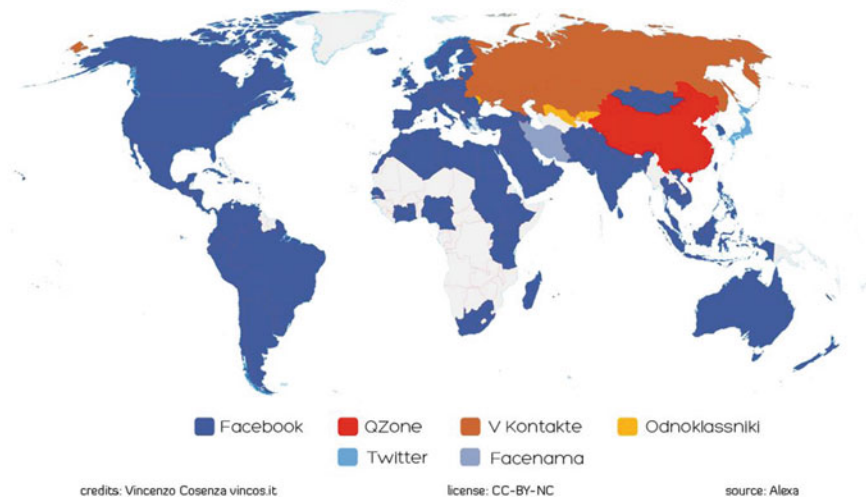 Facebook QZone V Kontakte Odnoklassniki
Twitter Facenama
credits: Vincenzo Cosenza vincos.it license: CC-BY-NC source: Alexa